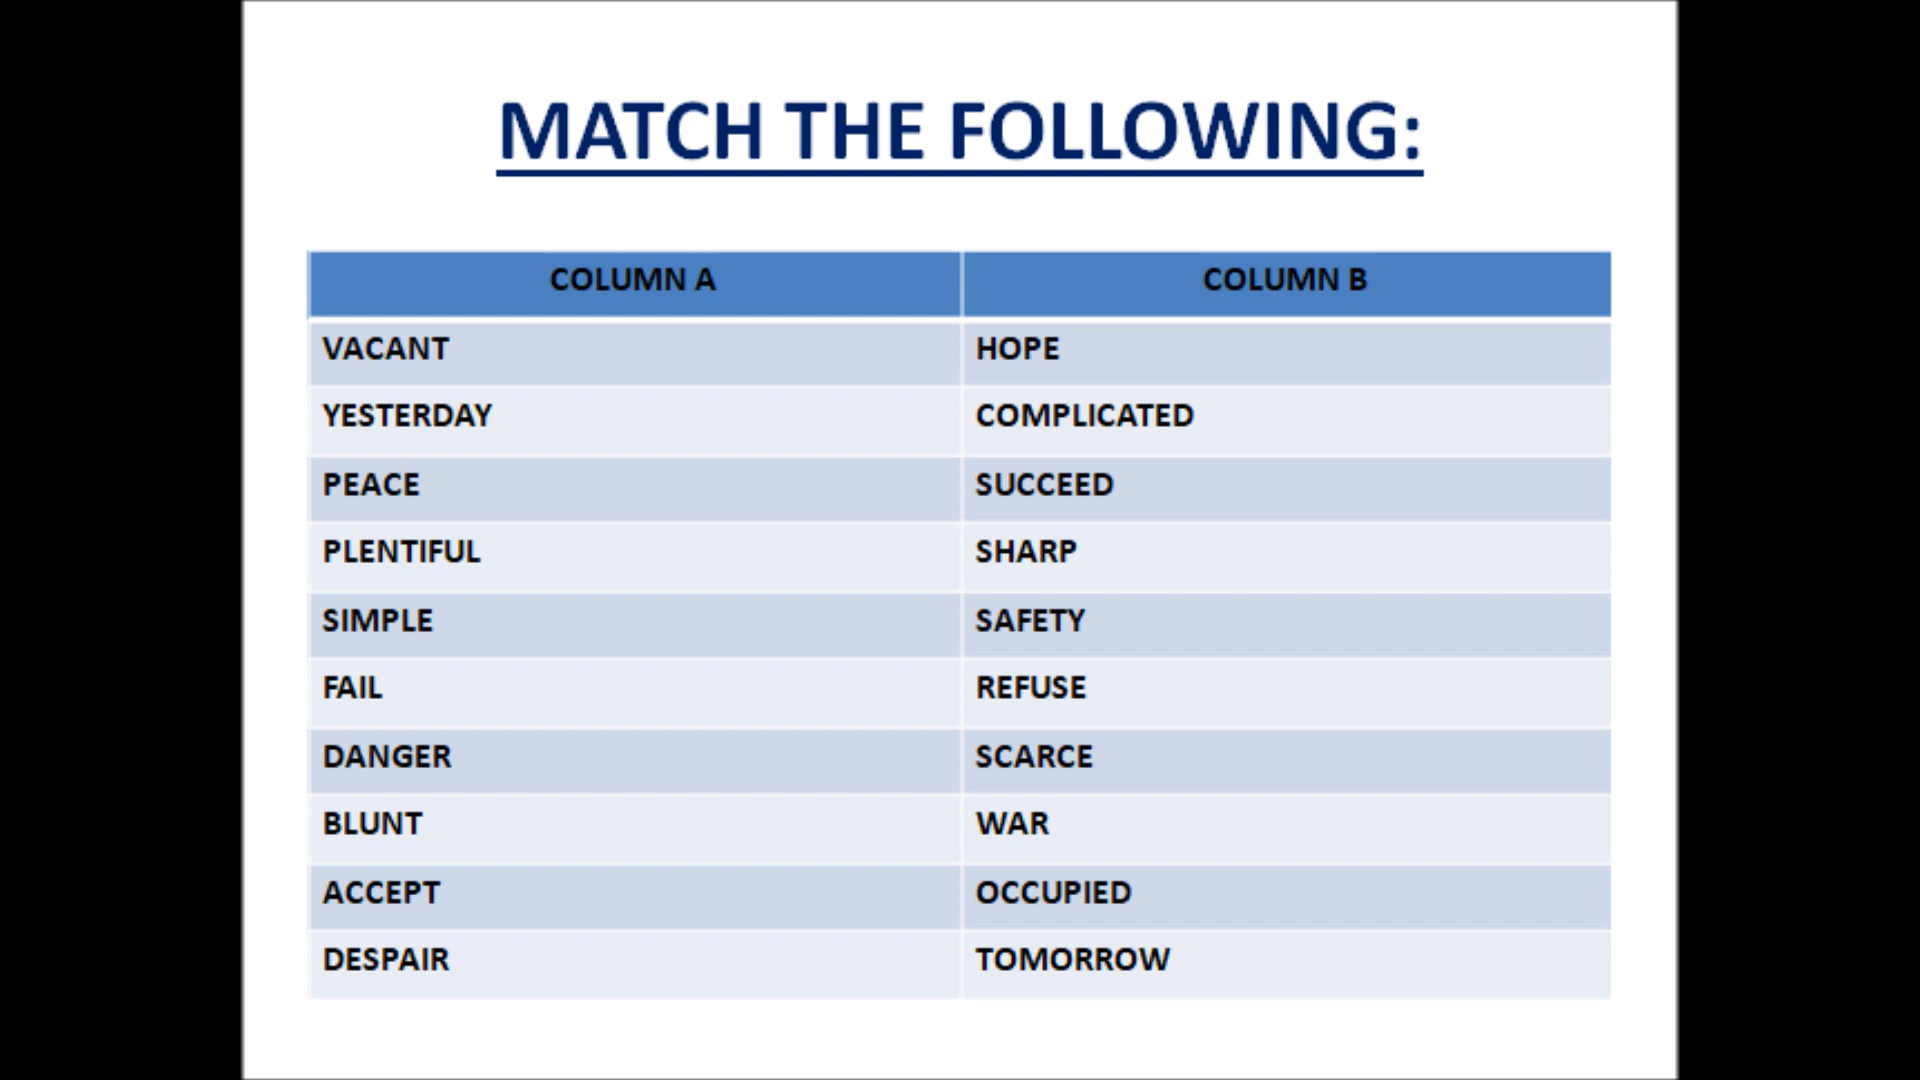 MATCH THE FOLLOWING:
COLUMN A COLUMN B
VACANT HOPE
YESTERDAY COMPLICATED
PEACE SUCCEED
PLENTIFUL SHARP
SIMPLE SAFETY
FAIL REFUSE
DANGER SCARCE
BLUNT WAR
ACCEPT OCCUPIED
DESPAIR TOMORROW